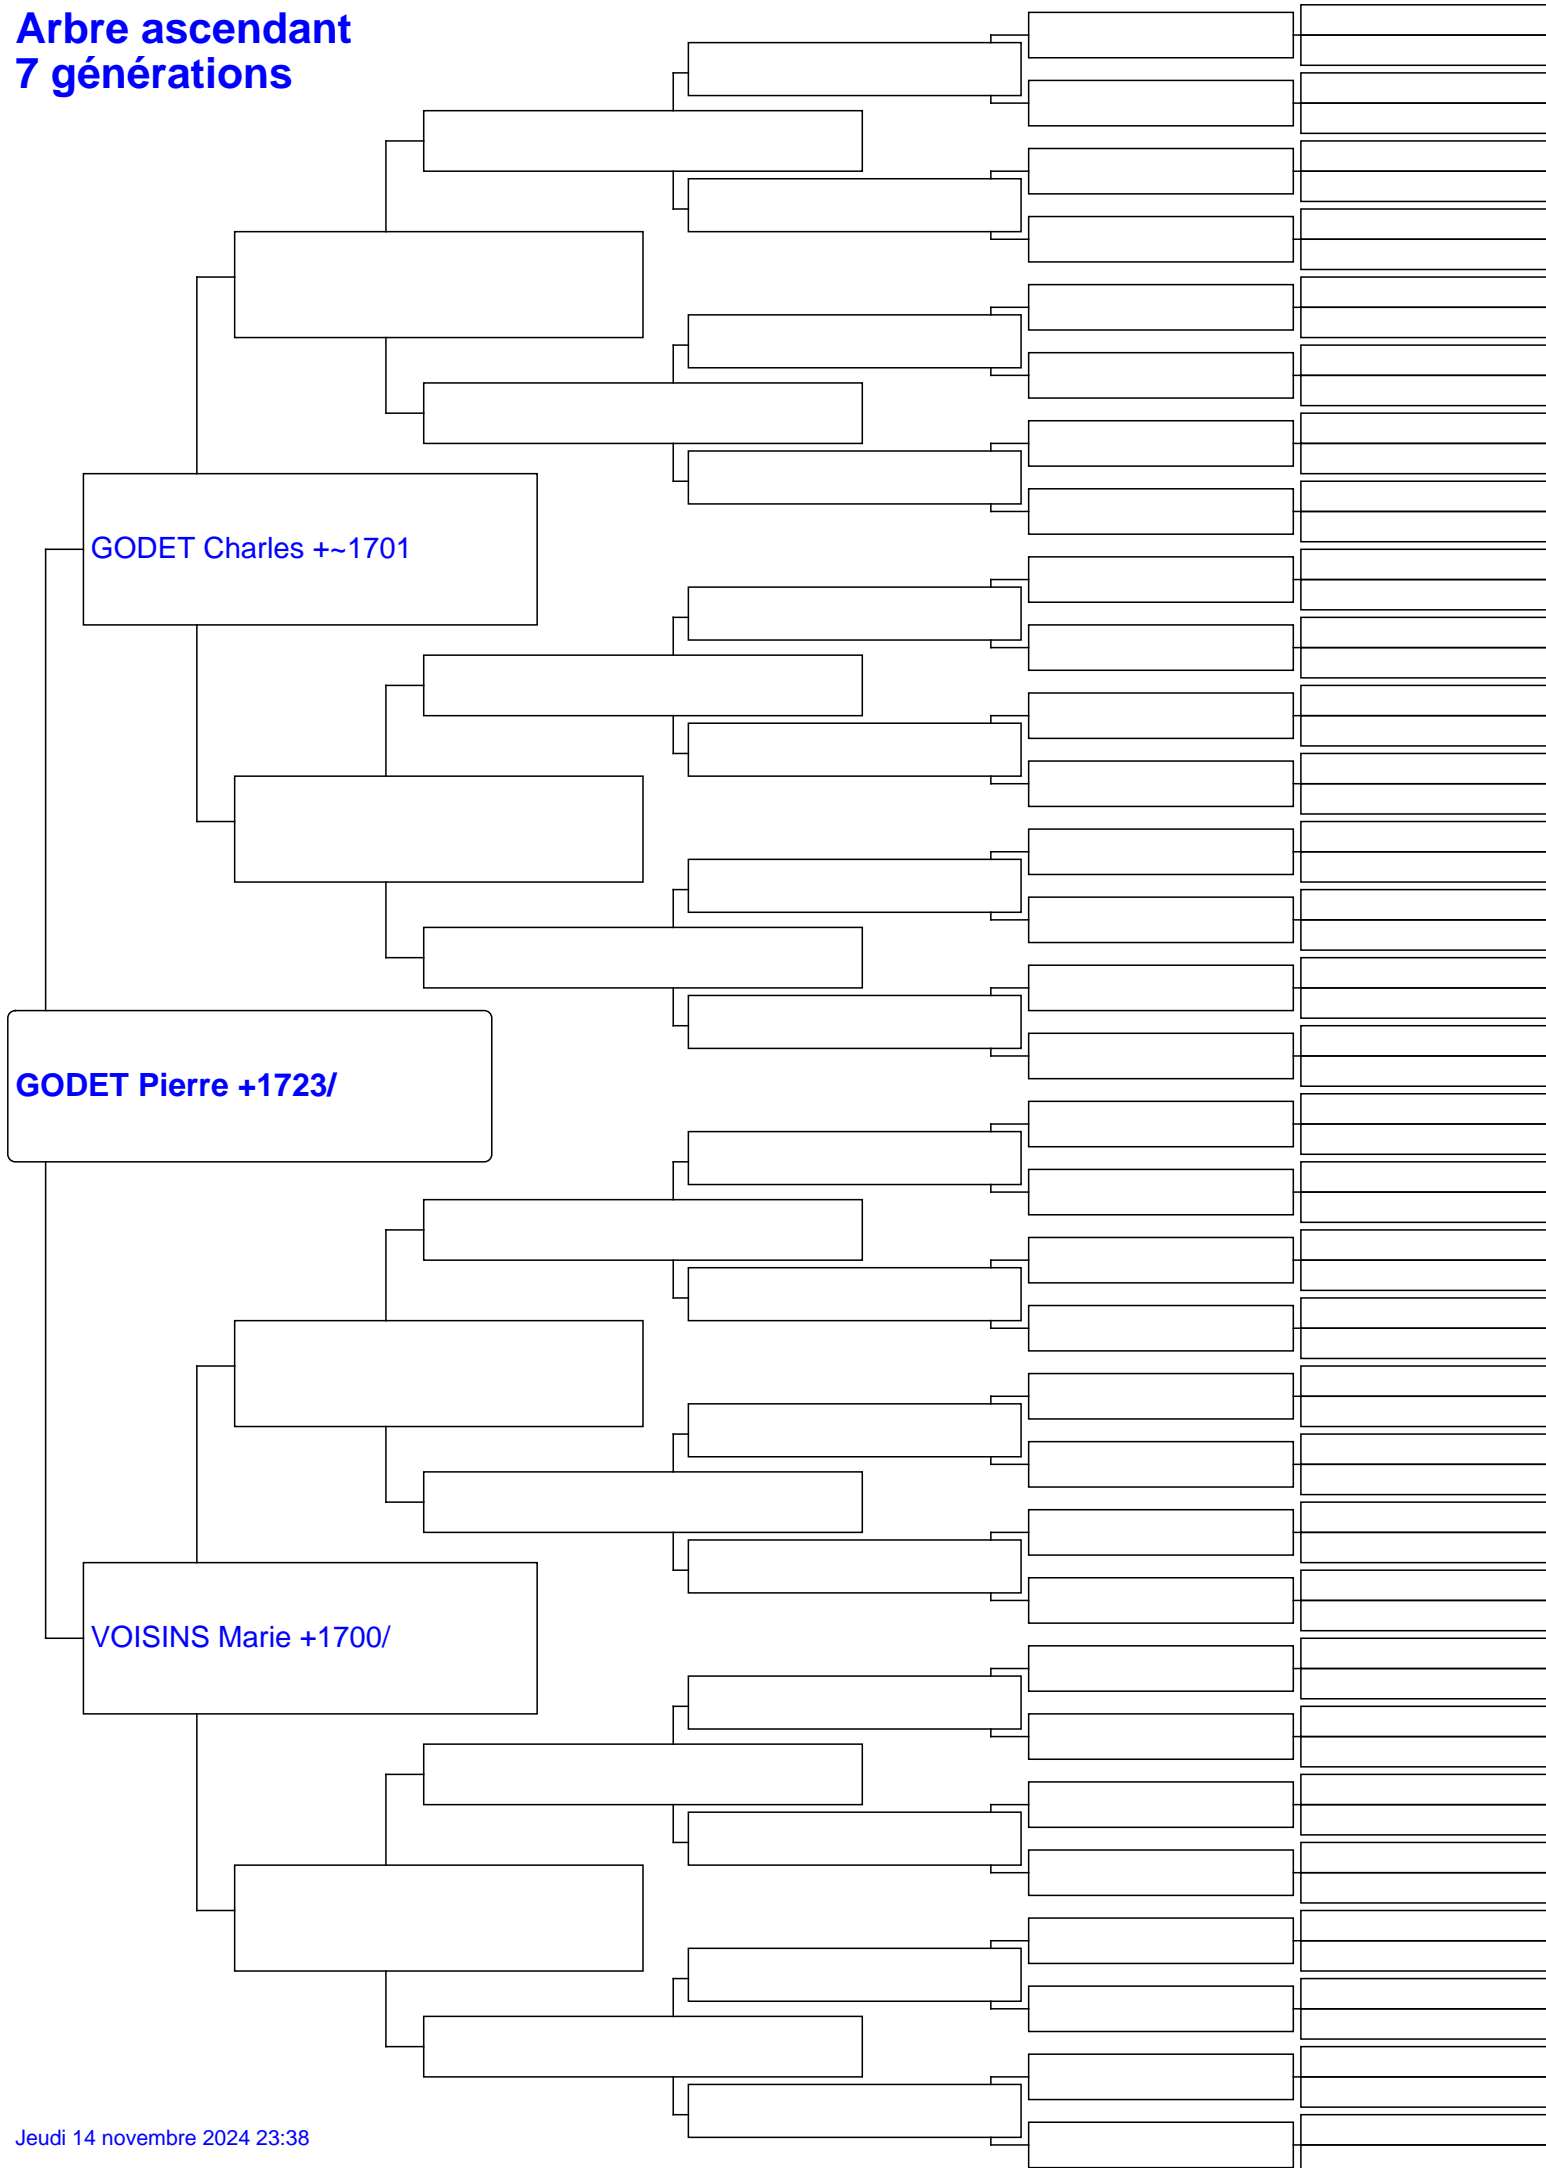 Arbre ascendant
7 générations
GODET Charles +~1701
GODET Pierre +1723/
VOISINS Marie +1700/
Jeudi 14 novembre 2024 23:38